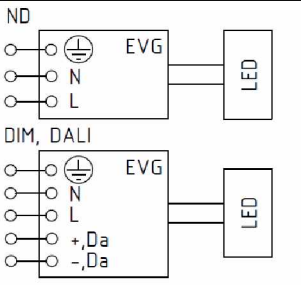 ND
EVG
N
L
LED
DIM, DALI
EVG
N
L
+,Da
-,Da
LED